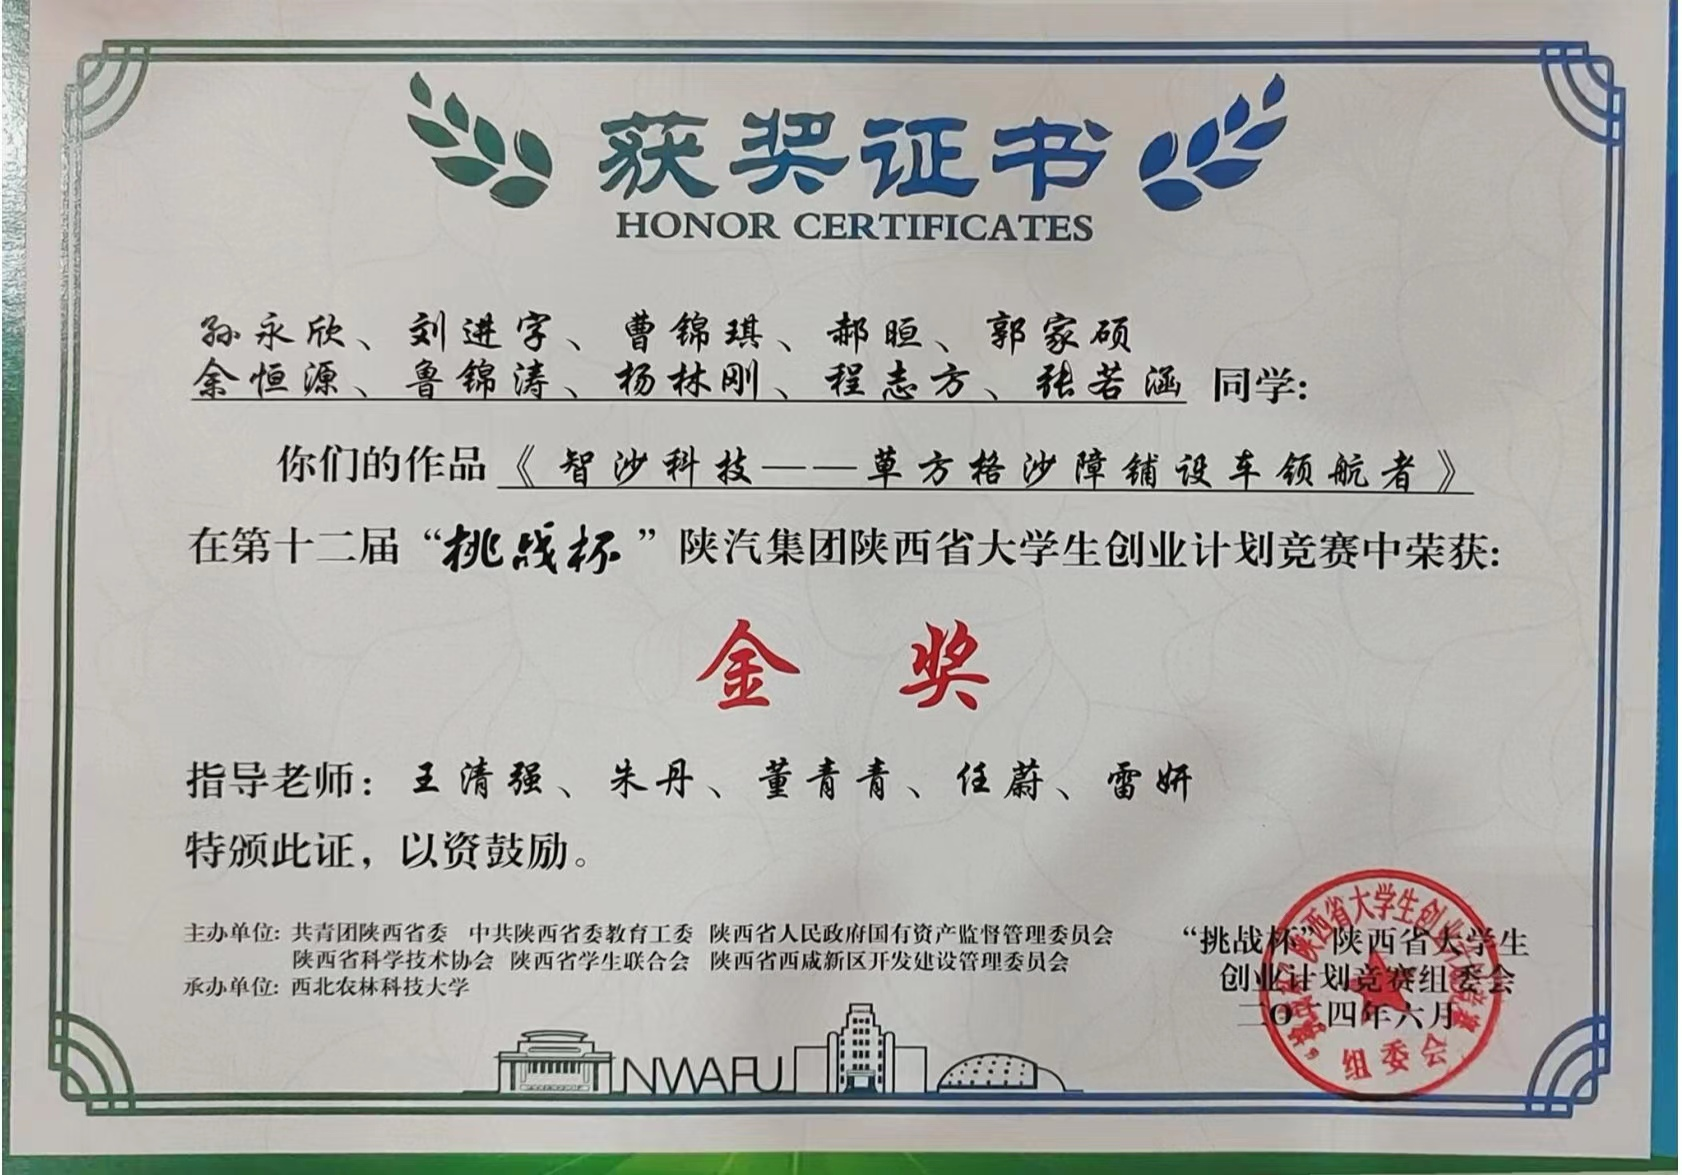 获奖证书
HONOR CERTIFICATES
孙永欣、刘进字、曹锦琪、郝晅、郭家硕
余恒源、鲁锦涛、杨林刚、程志方、张若涵 同学:
你们的作品《智沙科技——草方格沙障铺设车领航者》
在第十二届“挑战杯”陕汽集团陕西省大学生创业计划竞赛中荣获:
金 奖
指导老师: 王清强、朱丹、董青青、任蔚、雷妍
特颁此证，以资鼓励。
主办单位: 共青团陕西省委 中共陕西省委教育工委 陕西省人民政府国有资产监督管理委员会
陕西省科学技术协会 陕西省学生联合会 陕西省西咸新区开发建设管理委员会
承办单位: 西北农林科技大学
“挑战杯”陕西省大学生
创业计划竞赛组委会
二〇二四年六月
组委会
NWAFU